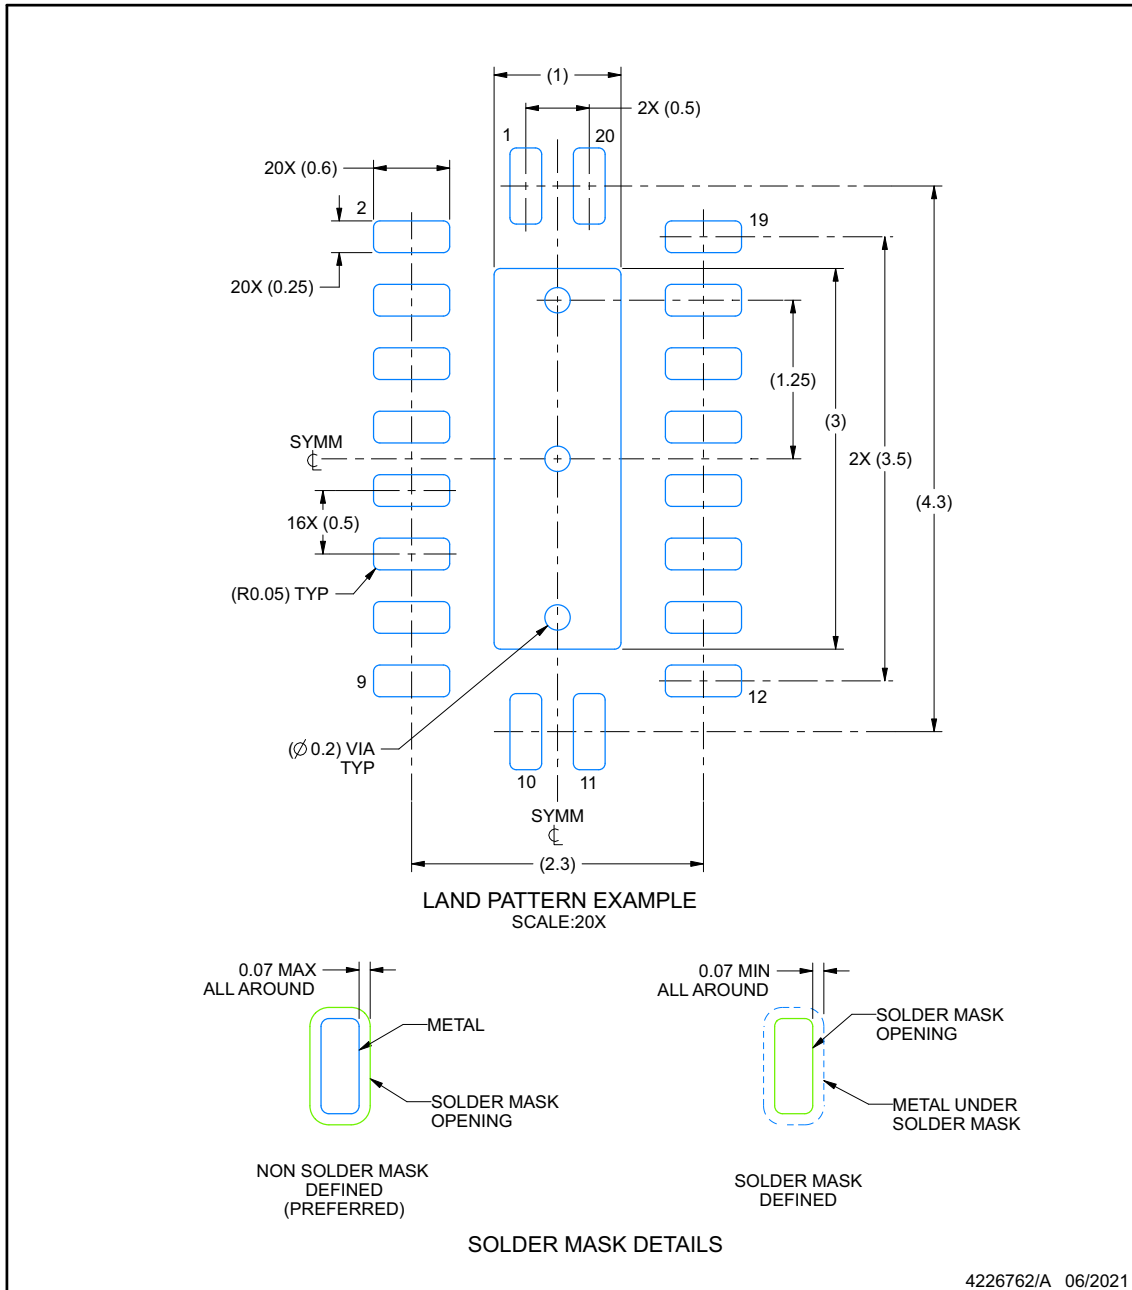 (1)
2X (0.5)
1
20
20X (0.6)
2
19
20X (0.25)
(1.25)
(3)
SYMM
℄
2X (3.5)
(4.3)
16X (0.5)
(R0.05) TYP
9
12
(∅ 0.2) VIA
TYP
10
11
SYMM
℄
(2.3)
LAND PATTERN EXAMPLE
SCALE:20X
0.07 MAX
ALL AROUND
METAL
SOLDER MASK
OPENING
NON SOLDER MASK
DEFINED
(PREFERRED)
0.07 MIN
ALL AROUND
SOLDER MASK
OPENING
METAL UNDER
SOLDER MASK
SOLDER MASK
DEFINED
SOLDER MASK DETAILS
4226762/A 06/2021